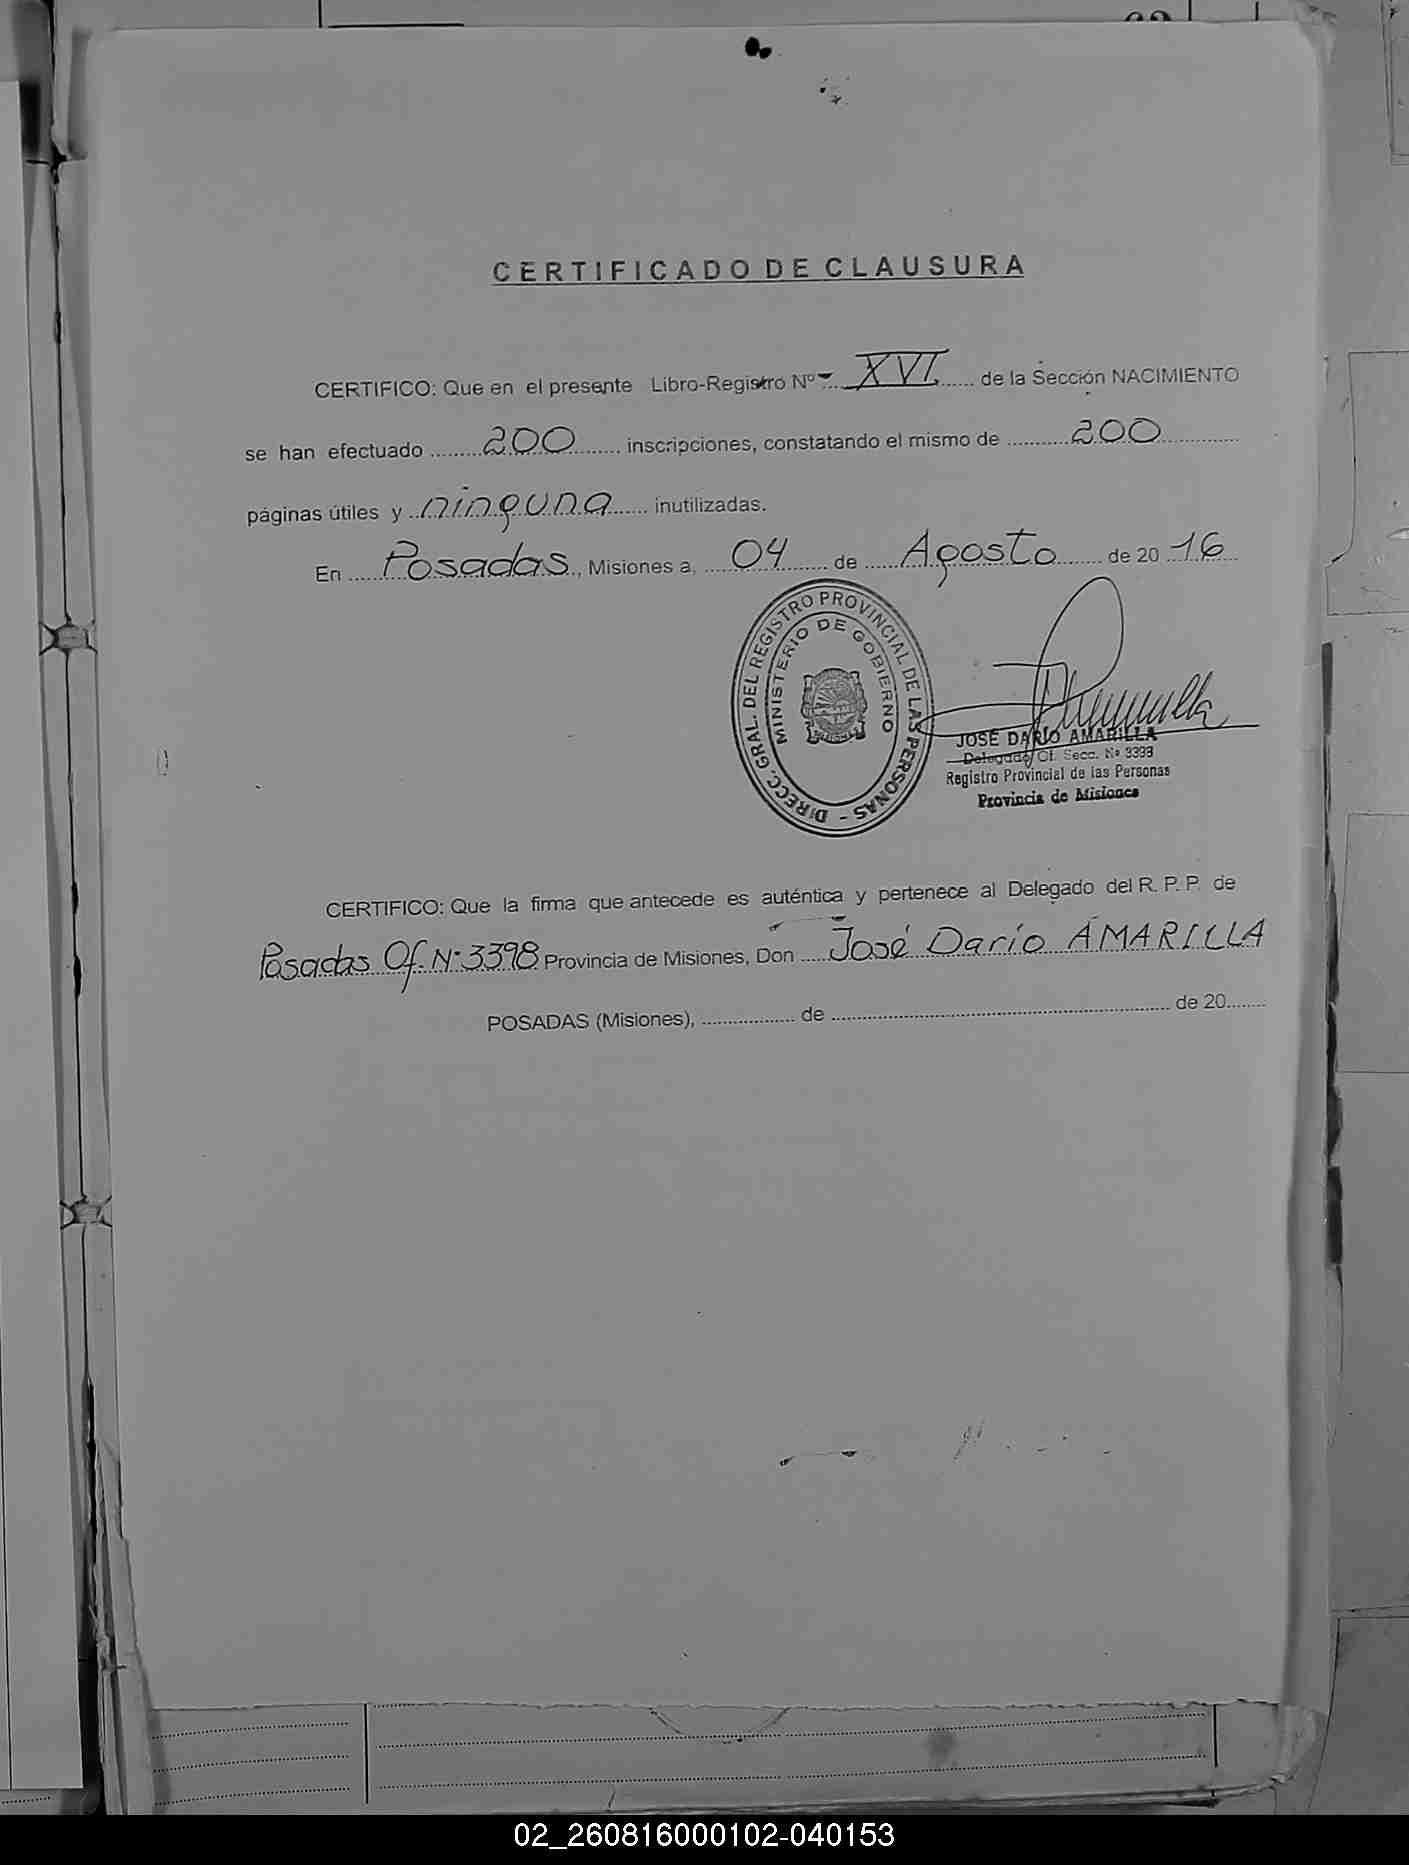 CERTIFICADO DE CLAUSURA
CERTIFICO: Que en el presente Libro-Registro Nº XVI de la Sección NACIMIENTO
se han efectuado 200 inscripciones, constatando el mismo de 200
páginas útiles y ninguna inutilizadas.
En Posadas, Misiones a, 04 de Agosto de 2016
DIRECC. GRAL. DEL REGISTRO PROVINCIAL DE LAS PERSONAS -
MINISTERIO DE GOBIERNO
JOSÉ DARÍO AMARILLA
Delegado Of. Secc. Nº 3398
Registro Provincial de las Personas
Provincia de Misiones
CERTIFICO: Que la firma que antecede es auténtica y pertenece al Delegado del R. P. P. de
Posadas Of. Nº 3398 Provincia de Misiones, Don José Darío AMARILLA
POSADAS (Misiones), de de 20
02_260816000102-040153